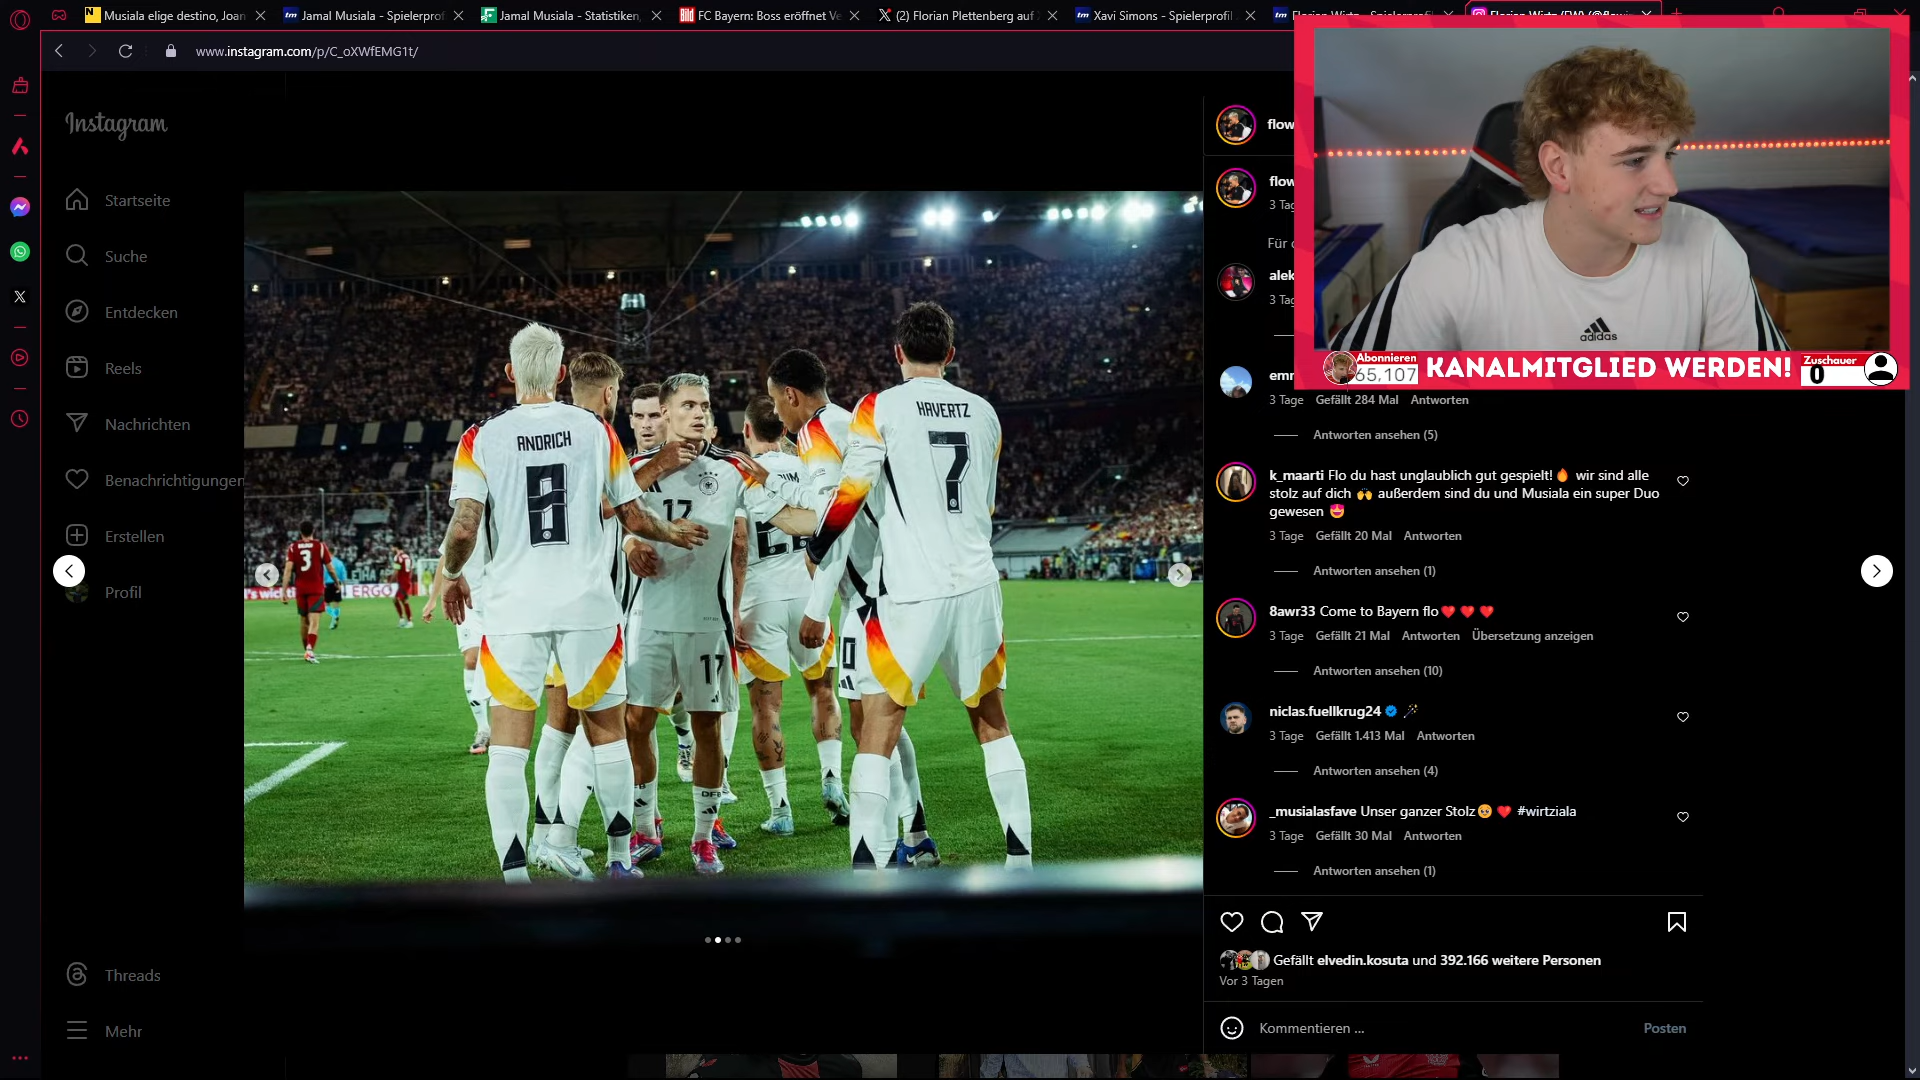 Musiala elige destino, Joan
Jamal Musiala - Spielerprof
Jamal Musiala - Statistiken,
FC Bayern: Boss eröffnet Ve
(2) Florian Plettenberg auf
Xavi Simons - Spielerprofil
www.instagram.com/p/C_oXWfEMG1t/
Instagram
Startseite
Suche
Entdecken
Reels
Nachrichten
Benachrichtigungen
Erstellen
Profil
Threads
Mehr
ANDRICH
8
17
17
HAVERTZ
7
10
3
DFB
ERGO
flow
flow
3 Tag
Für
alek
3 Tag
adidas
Abonnieren
65,107
KANALMITGLIED WERDEN!
Zuschauer
0
3 Tage Gefällt 284 Mal Antworten
Antworten ansehen (5)
k_maarti Flo du hast unglaublich gut gespielt!🔥 wir sind alle
stolz auf dich 🙌 außerdem sind du und Musiala ein super Duo
gewesen 😍
3 Tage Gefällt 20 Mal Antworten
Antworten ansehen (1)
8awr33 Come to Bayern flo❤️❤️❤️
3 Tage Gefällt 21 Mal Antworten Übersetzung anzeigen
Antworten ansehen (10)
niclas.fuellkrug24 🪄
3 Tage Gefällt 1.413 Mal Antworten
Antworten ansehen (4)
_musialasfave Unser ganzer Stolz🥹❤️ #wirtziala
3 Tage Gefällt 30 Mal Antworten
Antworten ansehen (1)
Gefällt elvedin.kosuta und 392.166 weitere Personen
Vor 3 Tagen
Kommentieren ...
Posten